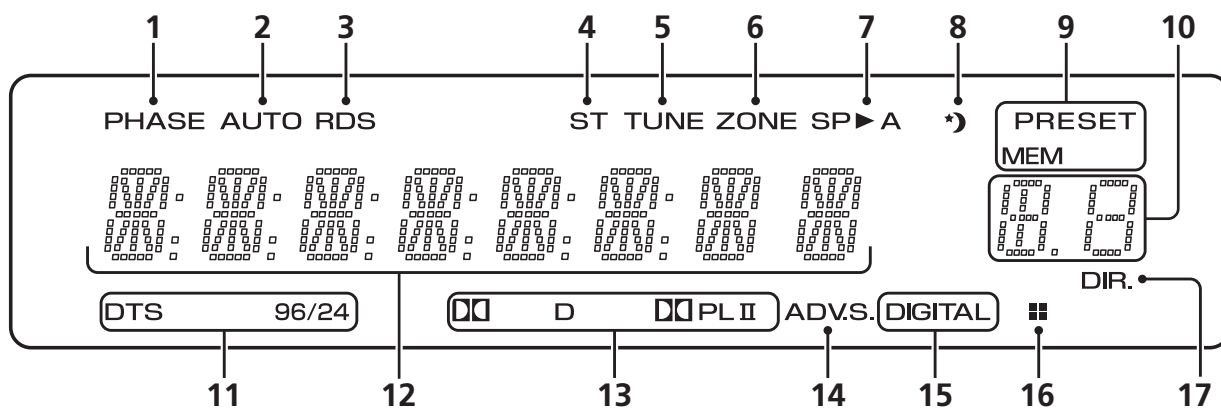 1 2 3 4 5 6 7 8 9 10
PHASE AUTO RDS ST TUNE ZONE SP►A PRESET
MEM
DIR.
DTS 96/24 D PL II ADV.S. DIGITAL
11 12 13 14 15 16 17